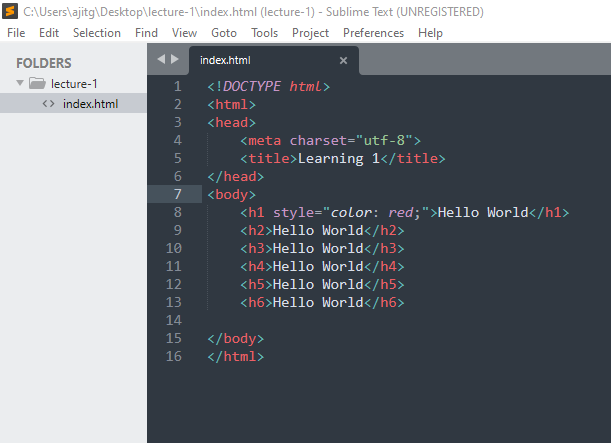 C:\Users\ajitg\Desktop\lecture-1\index.html (lecture-1) - Sublime Text (UNREGISTERED)
File Edit Selection Find View Goto Tools Project Preferences Help
FOLDERS
lecture-1
index.html
index.html
1 <!DOCTYPE html>
2 <html>
3 <head>
4     <meta charset="utf-8">
5     <title>Learning 1</title>
6 </head>
7 <body>
8     <h1 style="color: red;">Hello World</h1>
9     <h2>Hello World</h2>
10     <h3>Hello World</h3>
11     <h4>Hello World</h4>
12     <h5>Hello World</h5>
13     <h6>Hello World</h6>
14
15 </body>
16 </html>